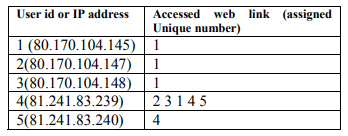 User id or IP address Accessed web link (assigned
Unique number)
1 (80.170.104.145) 1
2(80.170.104.147) 1
3(80.170.104.148) 1
4(81.241.83.239) 2 3 1 4 5
5(81.241.83.240) 4